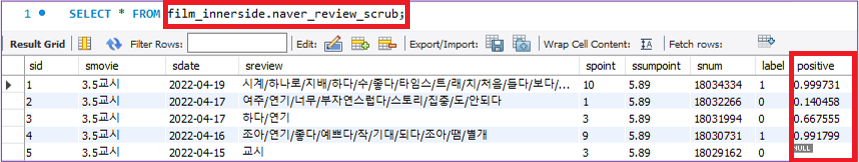 1 SELECT * FROM film_innerside.naver_review_scrub;
Result Grid Filter Rows: Edit: Export/Import: Wrap Cell Content: Fetch rows:
sid smovie sdate sreview spoint ssumpoint snum label positive
1 3.5교시 2022-04-19 시계/하나로/지배/하다/수/좋다/타임스/트/래/치/처음/듣다/보다/... 10 5.89 18034334 1 0.999731
2 3.5교시 2022-04-17 여주/연기/너무/부자연스럽다/스토리/집중/도/안되다 1 5.89 18032266 0 0.140458
3 3.5교시 2022-04-17 하다/연기 3 5.89 18031994 0 0.667555
4 3.5교시 2022-04-16 조아/연기/좋다/예쁘다/작/기대/되다/조아/땜/별개 9 5.89 18030731 1 0.991799
5 3.5교시 2022-04-15 교시 3 5.89 18029162 0 NULL